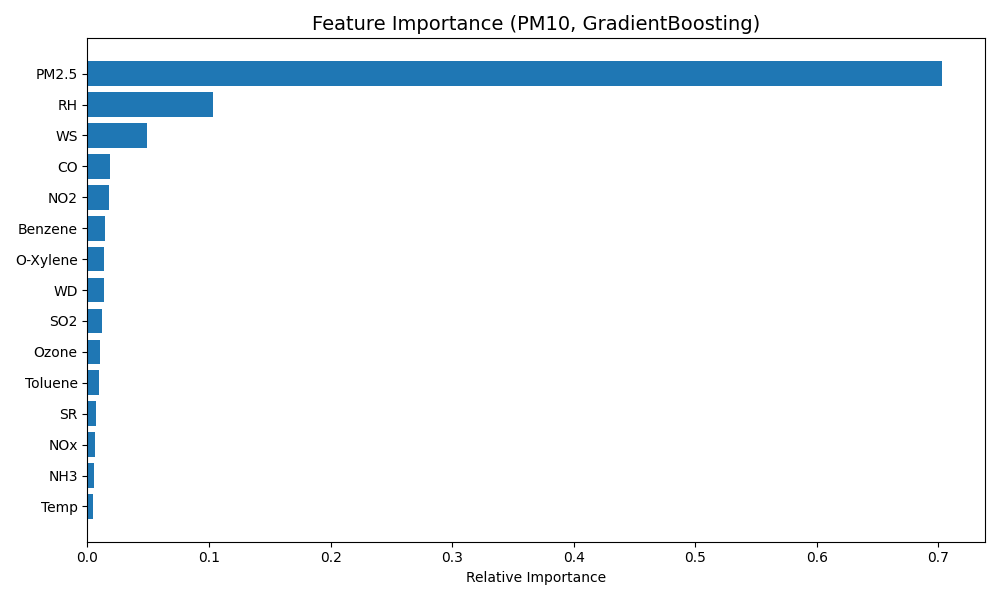 Feature Importance (PM10, GradientBoosting)
PM2.5
RH
WS
CO
NO2
Benzene
O-Xylene
WD
SO2
Ozone
Toluene
SR
NOx
NH3
Temp
0.0 0.1 0.2 0.3 0.4 0.5 0.6 0.7
Relative Importance